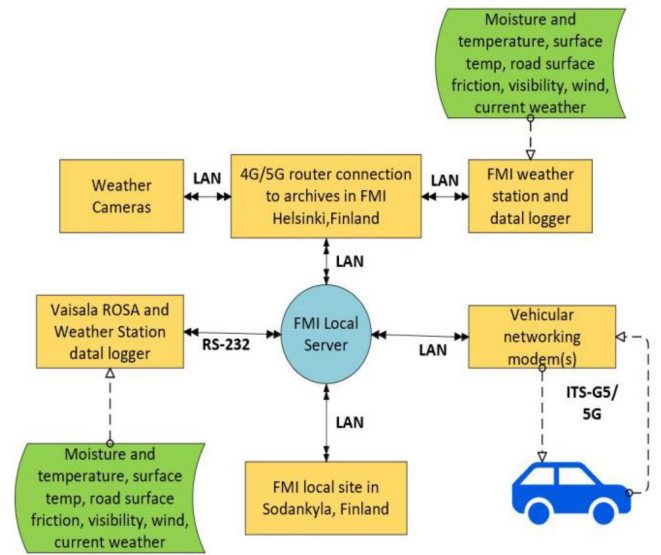 Moisture and
temperature, surface
temp, road surface
friction, visibility, wind,
current weather
Weather
Cameras
LAN
4G/5G router connection
to archives in FMI
Helsinki,Finland
LAN
FMI weather
station and
datal logger
LAN
Vaisala ROSA and
Weather Station
datal logger
RS-232
FMI Local
Server
LAN
Vehicular
networking
modem(s)
ITS-G5/
5G
LAN
Moisture and
temperature, surface
temp, road surface
friction, visibility, wind,
current weather
FMI local site in
Sodankyla, Finland